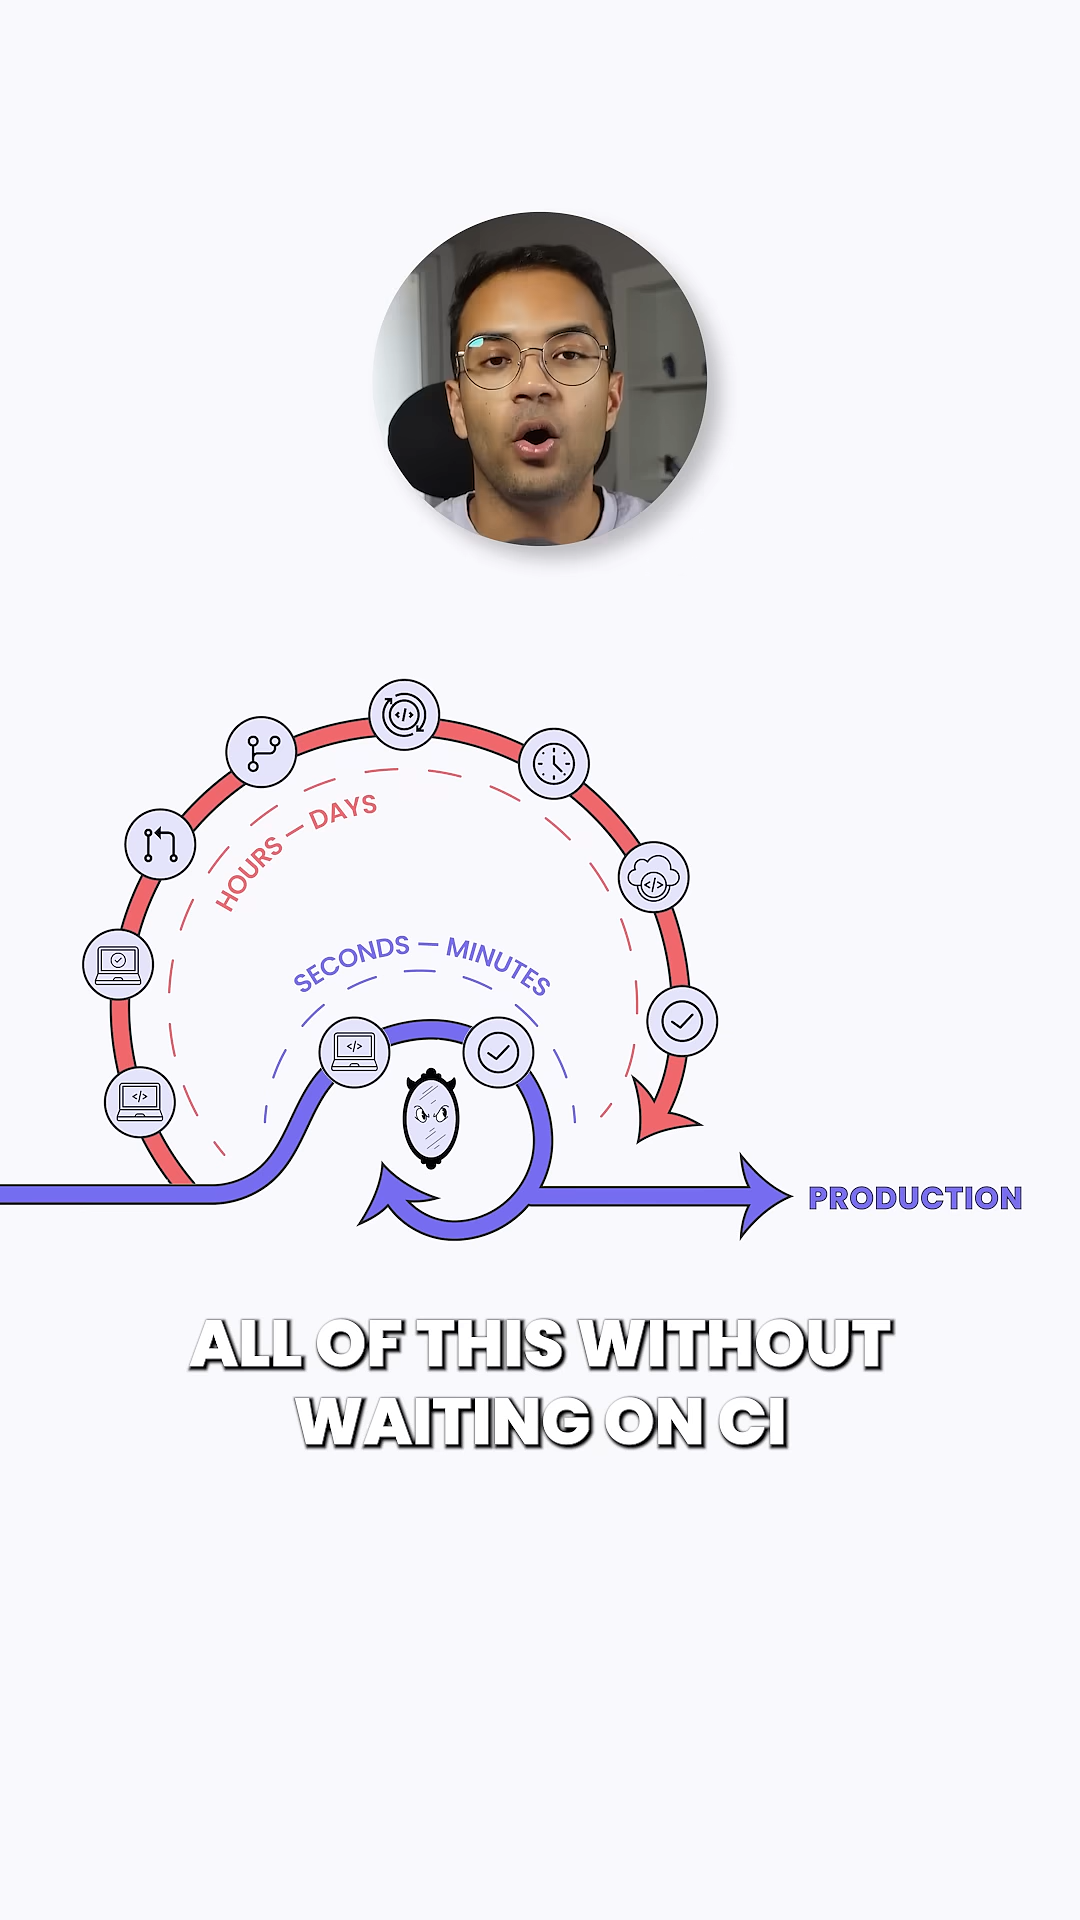 HOURS — DAYS
SECONDS — MINUTES
PRODUCTION
ALL OF THIS WITHOUT
WAITING ON CI